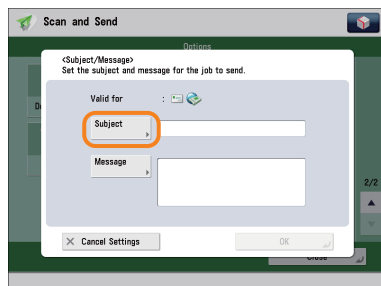 Scan and Send
Options
<Subject/Message>
Set the subject and message for the job to send.
Valid for :
Subject
Message
2/2
× Cancel Settings
OK
Close